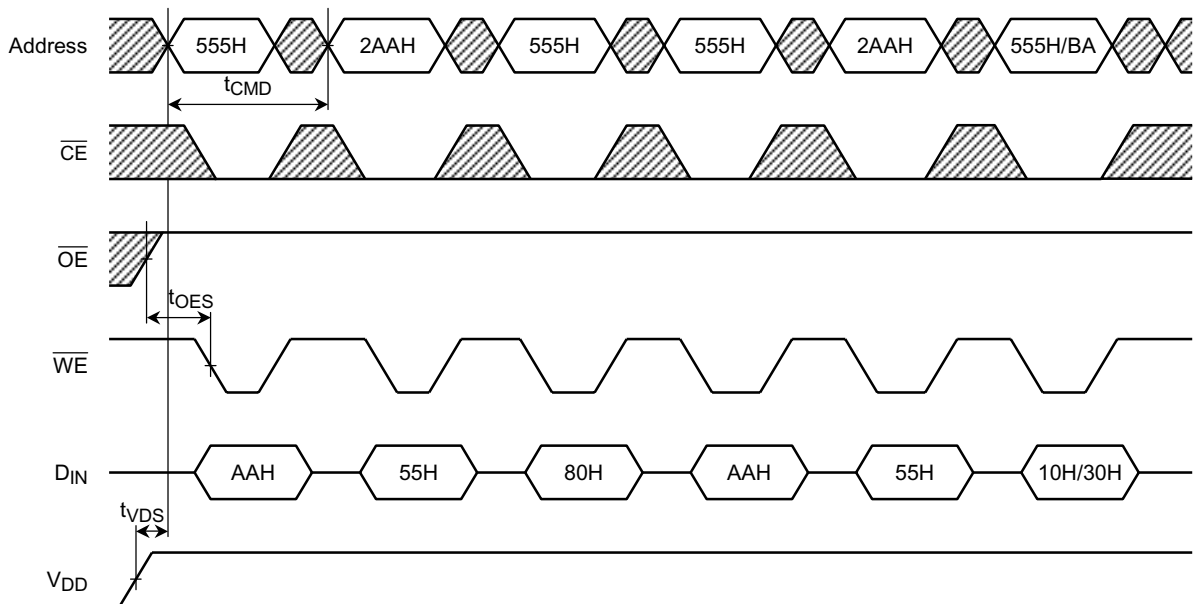 Address 555H 2AAH 555H 555H 2AAH 555H/BA
tCMD
CE
OE
tOES
WE
DIN AAH 55H 80H AAH 55H 10H/30H
tVDS
VDD